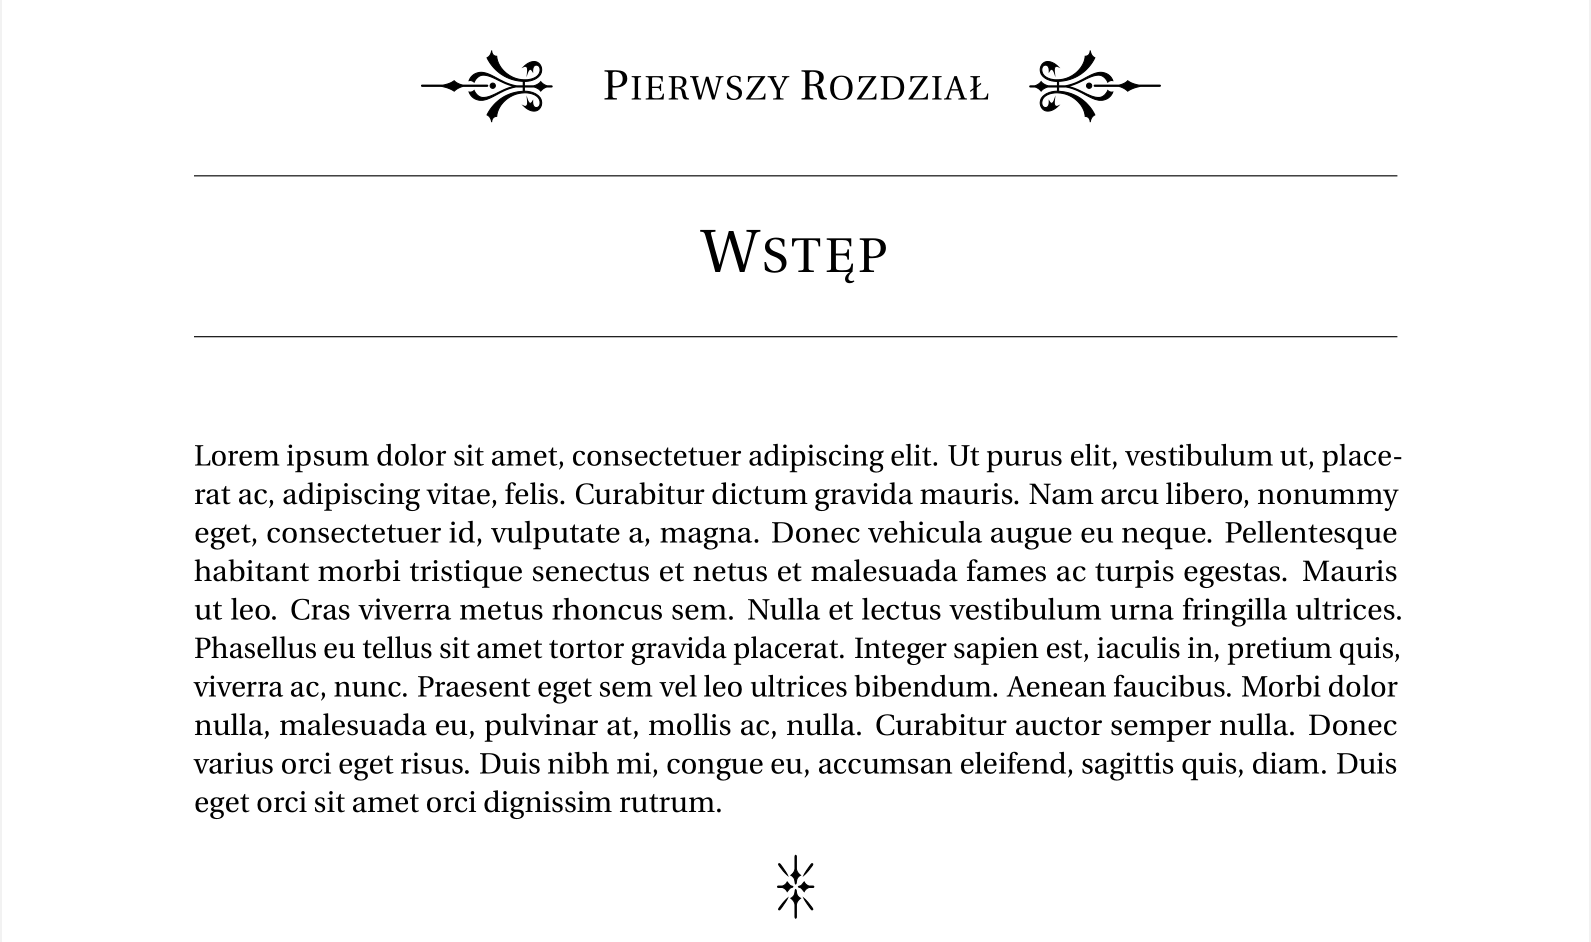 Pierwszy Rozdział
Wstęp
Lorem ipsum dolor sit amet, consectetuer adipiscing elit. Ut purus elit, vestibulum ut, place-
rat ac, adipiscing vitae, felis. Curabitur dictum gravida mauris. Nam arcu libero, nonummy
eget, consectetuer id, vulputate a, magna. Donec vehicula augue eu neque. Pellentesque
habitant morbi tristique senectus et netus et malesuada fames ac turpis egestas. Mauris
ut leo. Cras viverra metus rhoncus sem. Nulla et lectus vestibulum urna fringilla ultrices.
Phasellus eu tellus sit amet tortor gravida placerat. Integer sapien est, iaculis in, pretium quis,
viverra ac, nunc. Praesent eget sem vel leo ultrices bibendum. Aenean faucibus. Morbi dolor
nulla, malesuada eu, pulvinar at, mollis ac, nulla. Curabitur auctor semper nulla. Donec
varius orci eget risus. Duis nibh mi, congue eu, accumsan eleifend, sagittis quis, diam. Duis
eget orci sit amet orci dignissim rutrum.